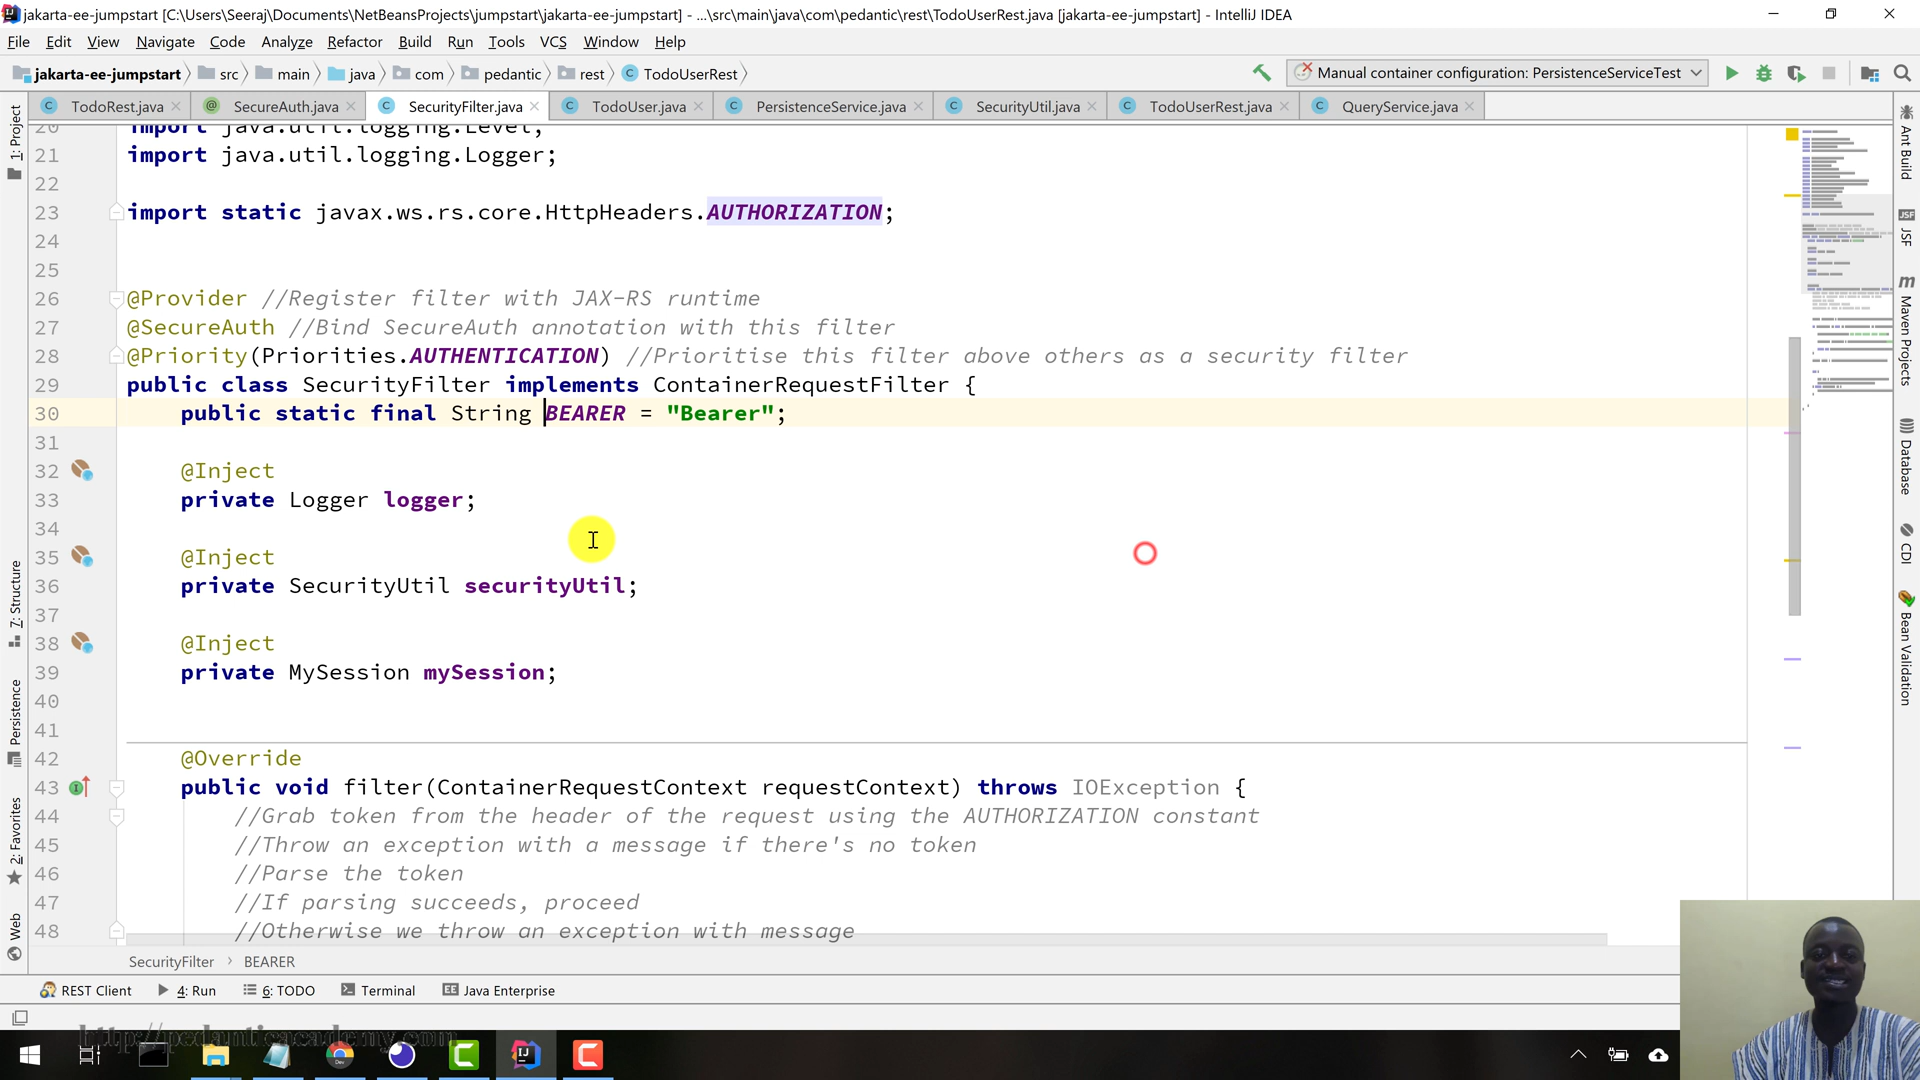 jakarta-ee-jumpstart [C:\Users\Seeraj\Documents\NetBeansProjects\jumpstart\jakarta-ee-jumpstart] - ...\src\main\java\com\pedantic\rest\TodoUserRest.java [jakarta-ee-jumpstart] - IntelliJ IDEA
File Edit View Navigate Code Analyze Refactor Build Run Tools VCS Window Help
jakarta-ee-jumpstart src main java com pedantic rest TodoUserRest Manual container configuration: PersistenceServiceTest
TodoRest.java SecureAuth.java SecurityFilter.java TodoUser.java PersistenceService.java SecurityUtil.java TodoUserRest.java QueryService.java
20 import java.util.logging.Level;
21 import java.util.logging.Logger;
22
23 import static javax.ws.rs.core.HttpHeaders.AUTHORIZATION;
24
25
26 @Provider //Register filter with JAX-RS runtime
27 @SecureAuth //Bind SecureAuth annotation with this filter
28 @Priority(Priorities.AUTHENTICATION) //Prioritise this filter above others as a security filter
29 public class SecurityFilter implements ContainerRequestFilter {
30 public static final String BEARER = "Bearer";
31
32 @Inject
33 private Logger logger;
34
35 @Inject
36 private SecurityUtil securityUtil;
37
38 @Inject
39 private MySession mySession;
40
41
42 @Override
43 public void filter(ContainerRequestContext requestContext) throws IOException {
44 //Grab token from the header of the request using the AUTHORIZATION constant
45 //Throw an exception with a message if there's no token
46 //Parse the token
47 //If parsing succeeds, proceed
48 //Otherwise we throw an exception with message
SecurityFilter > BEARER
REST Client 4: Run 6: TODO Terminal Java Enterprise
http://pedanticacademy.com
1: Project
7: Structure
Persistence
2: Favorites
Web
Ant Build
JSF
JSF
m
Maven Projects
Database
CDI
Bean Validation